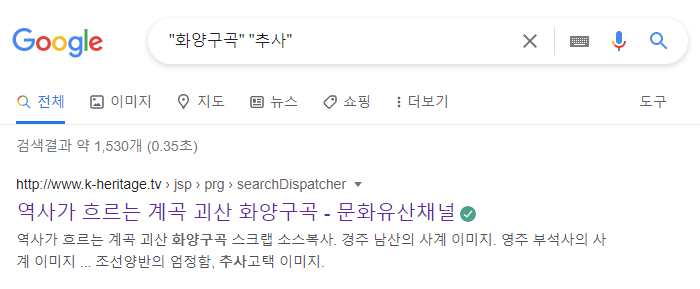 Google
"화양구곡" "추사"
전체 이미지 지도 뉴스 쇼핑 더보기 도구
검색결과 약 1,530개 (0.35초)
http://www.k-heritage.tv › jsp › prg › searchDispatcher
역사가 흐르는 계곡 괴산 화양구곡 - 문화유산채널
역사가 흐르는 계곡 괴산 화양구곡 스크랩 소스복사. 경주 남산의 사계 이미지. 영주 부석사의 사
계 이미지 ... 조선양반의 엄정함, 추사고택 이미지.